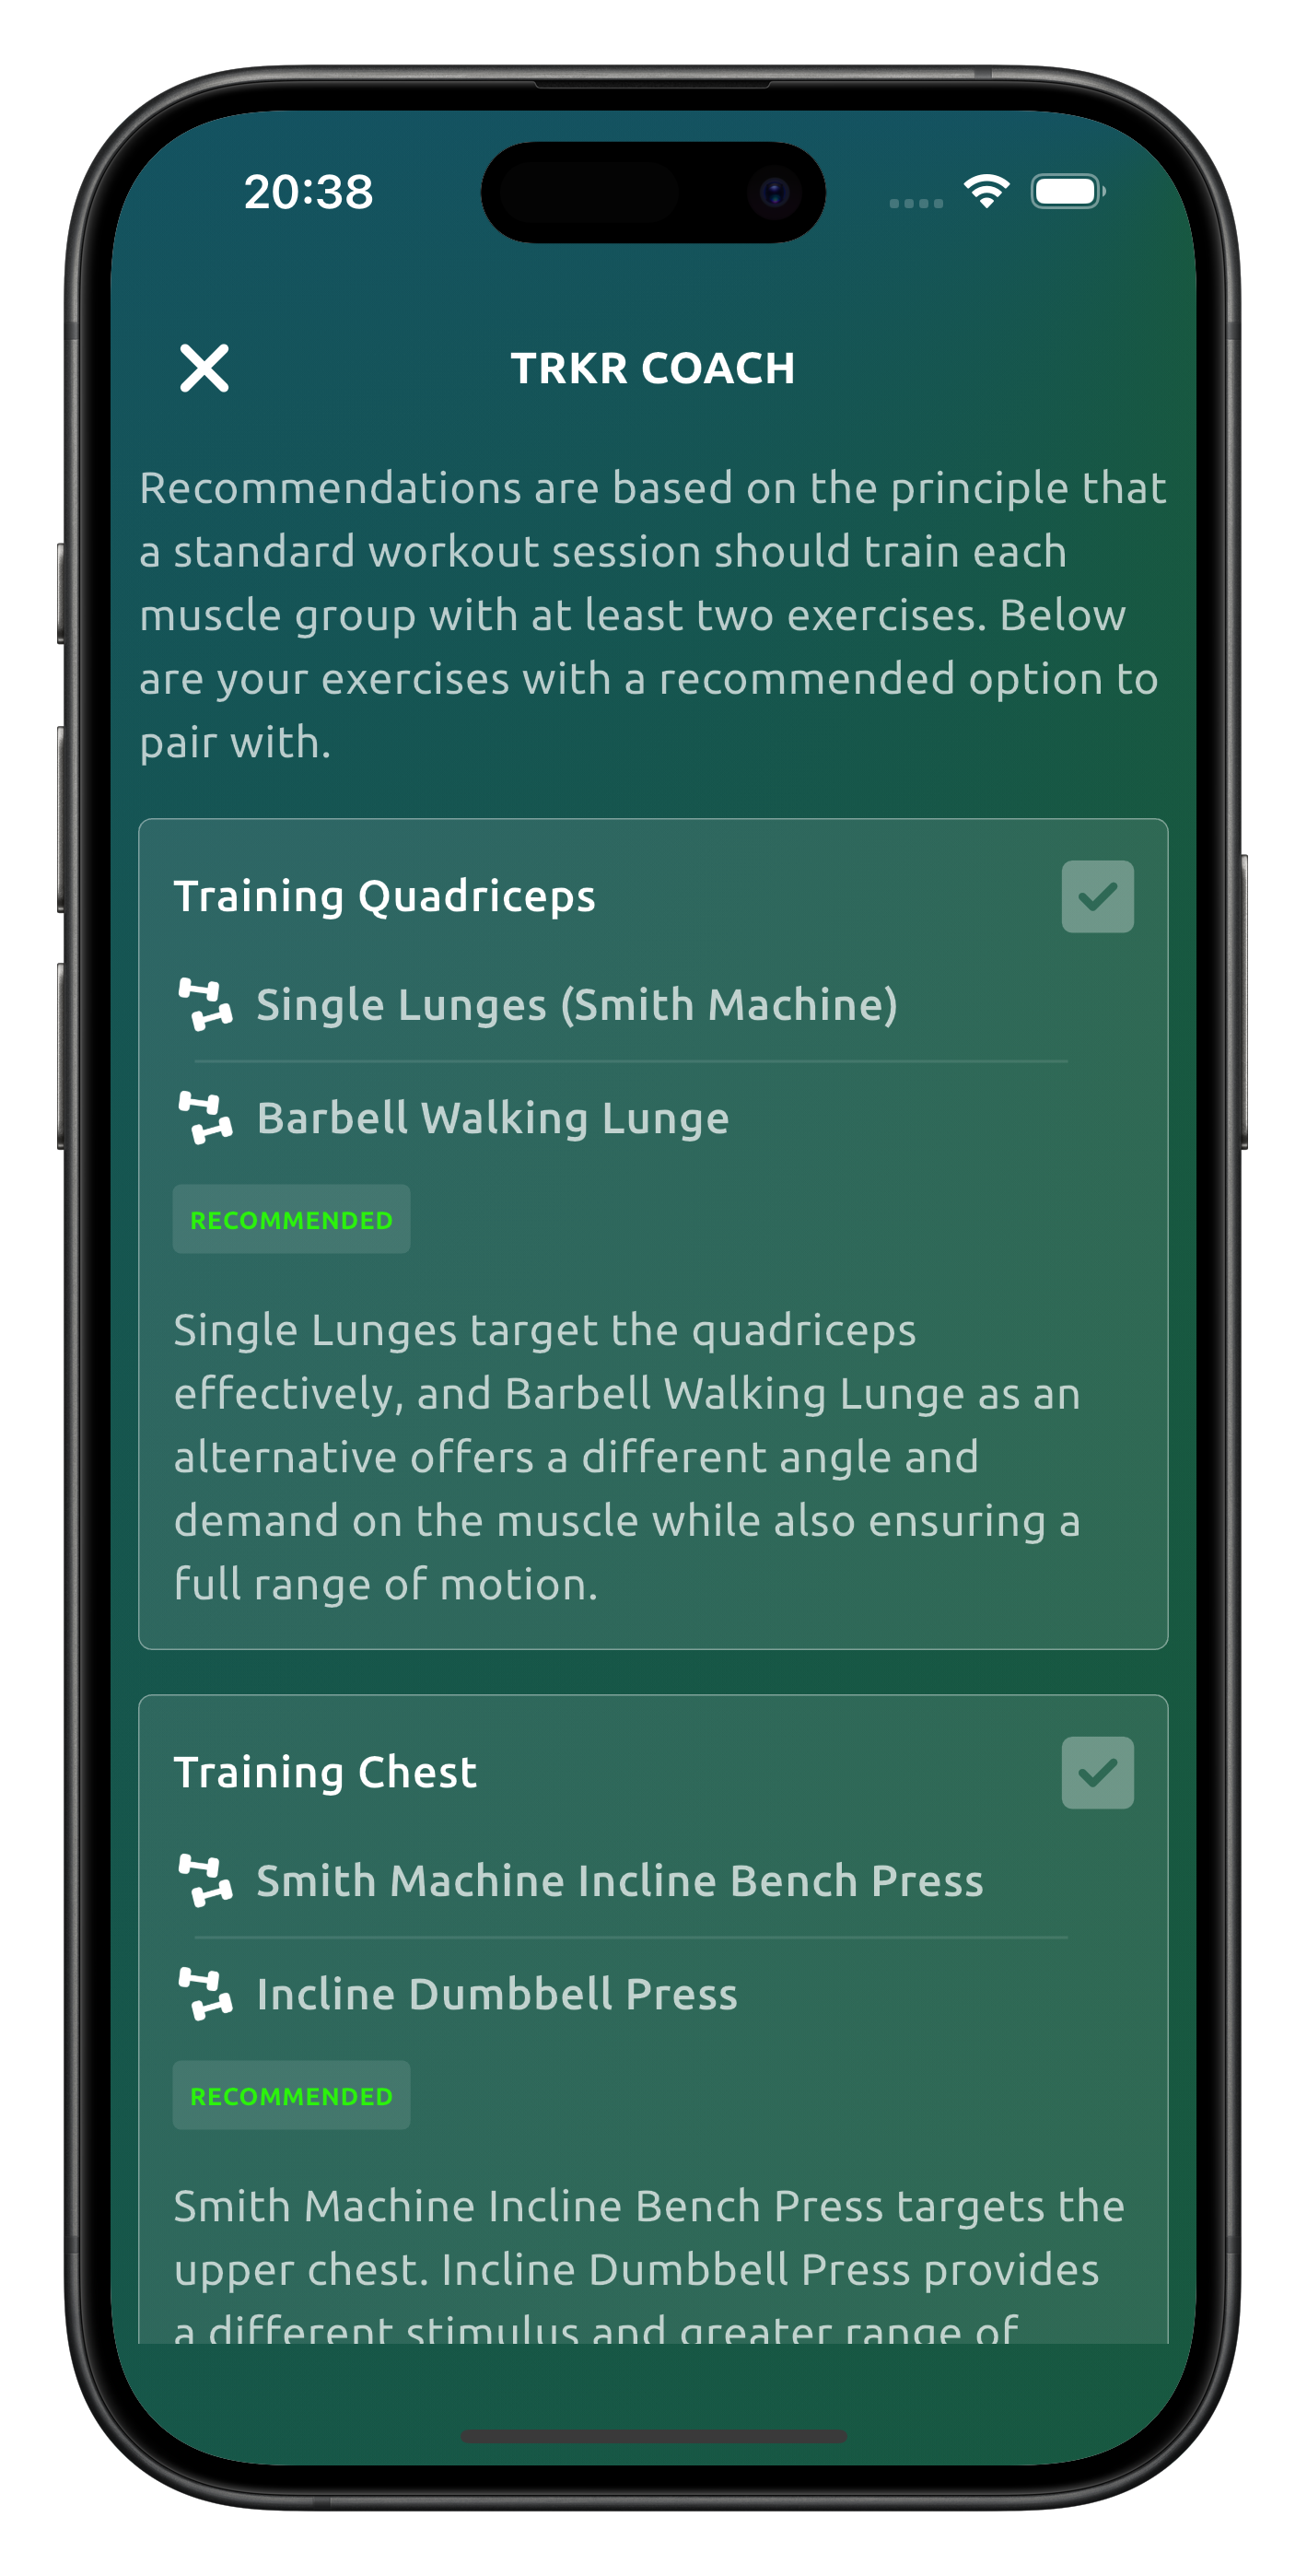 20:38
TRKR COACH
Recommendations are based on the principle that
a standard workout session should train each
muscle group with at least two exercises. Below
are your exercises with a recommended option to
pair with.
Training Quadriceps
Single Lunges (Smith Machine)
Barbell Walking Lunge
RECOMMENDED
Single Lunges target the quadriceps
effectively, and Barbell Walking Lunge as an
alternative offers a different angle and
demand on the muscle while also ensuring a
full range of motion.
Training Chest
Smith Machine Incline Bench Press
Incline Dumbbell Press
RECOMMENDED
Smith Machine Incline Bench Press targets the
upper chest. Incline Dumbbell Press provides
a different stimulus and greater range of